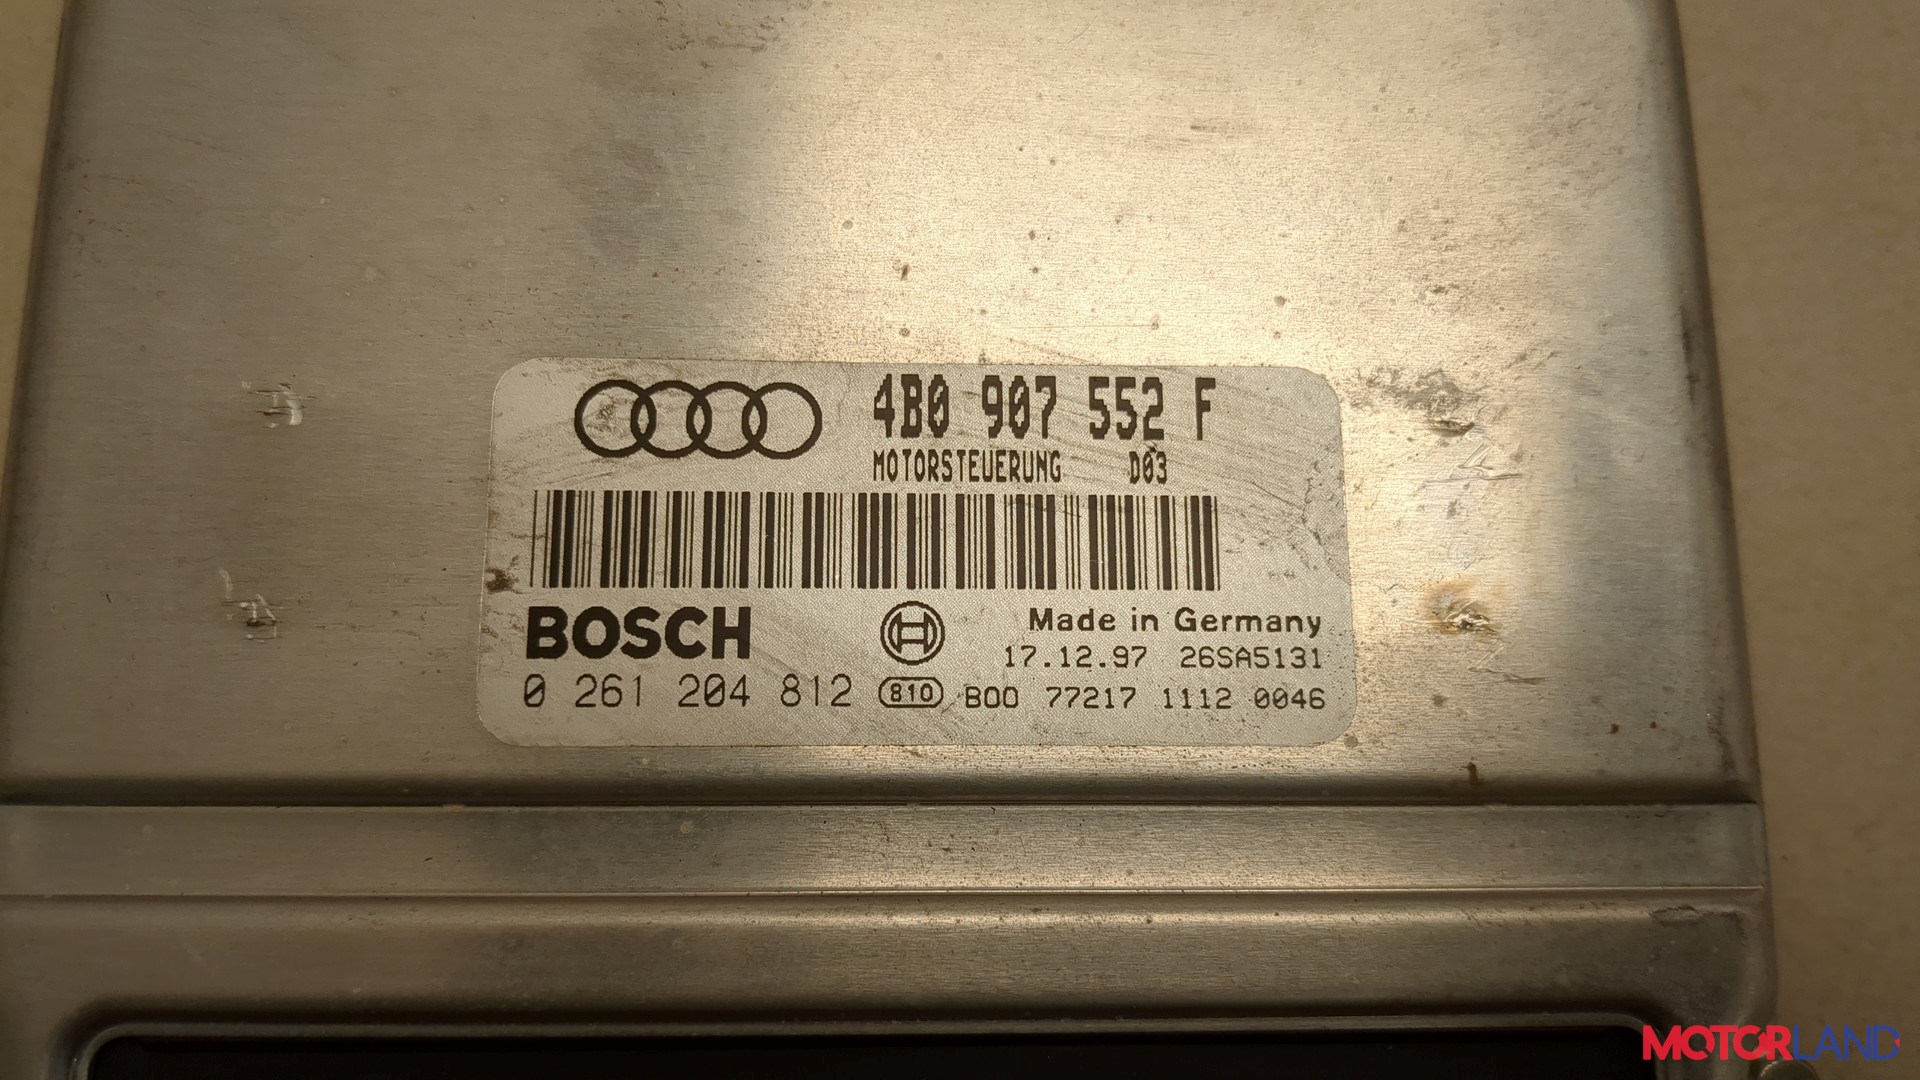 4B0 907 552 F
MOTORSTEUERUNG D03
BOSCH
Made in Germany
17.12.97 26SA5131
0 261 204 812 810 B00 77217 1112 0046
MOTORLAND